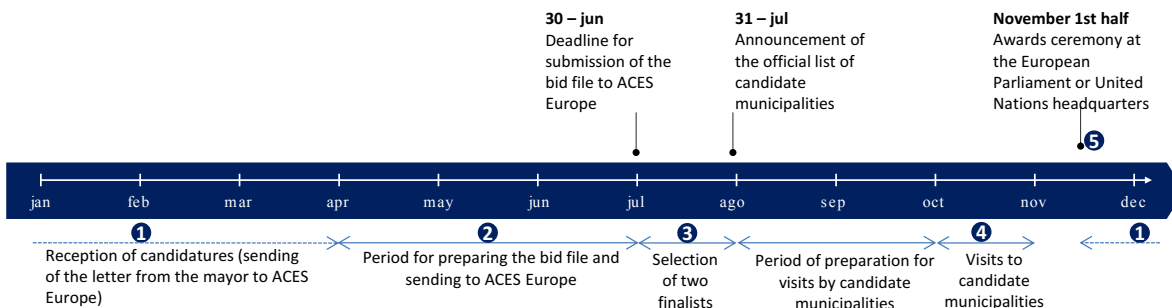 30 – jun
Deadline for
submission of the
bid file to ACES
Europe
31 – jul
Announcement of
the official list of
candidate
municipalities
November 1st half
Awards ceremony at
the European
Parliament or United
Nations headquarters
5
jan feb mar apr may jun jul ago sep oct nov dec
1 2 3 4 1
Reception of candidatures (sending
of the letter from the mayor to ACES
Europe)
Period for preparing the bid file and
sending to ACES Europe
Selection
of two
finalists
Period of preparation for
visits by candidate
municipalities
Visits to
candidate
municipalities